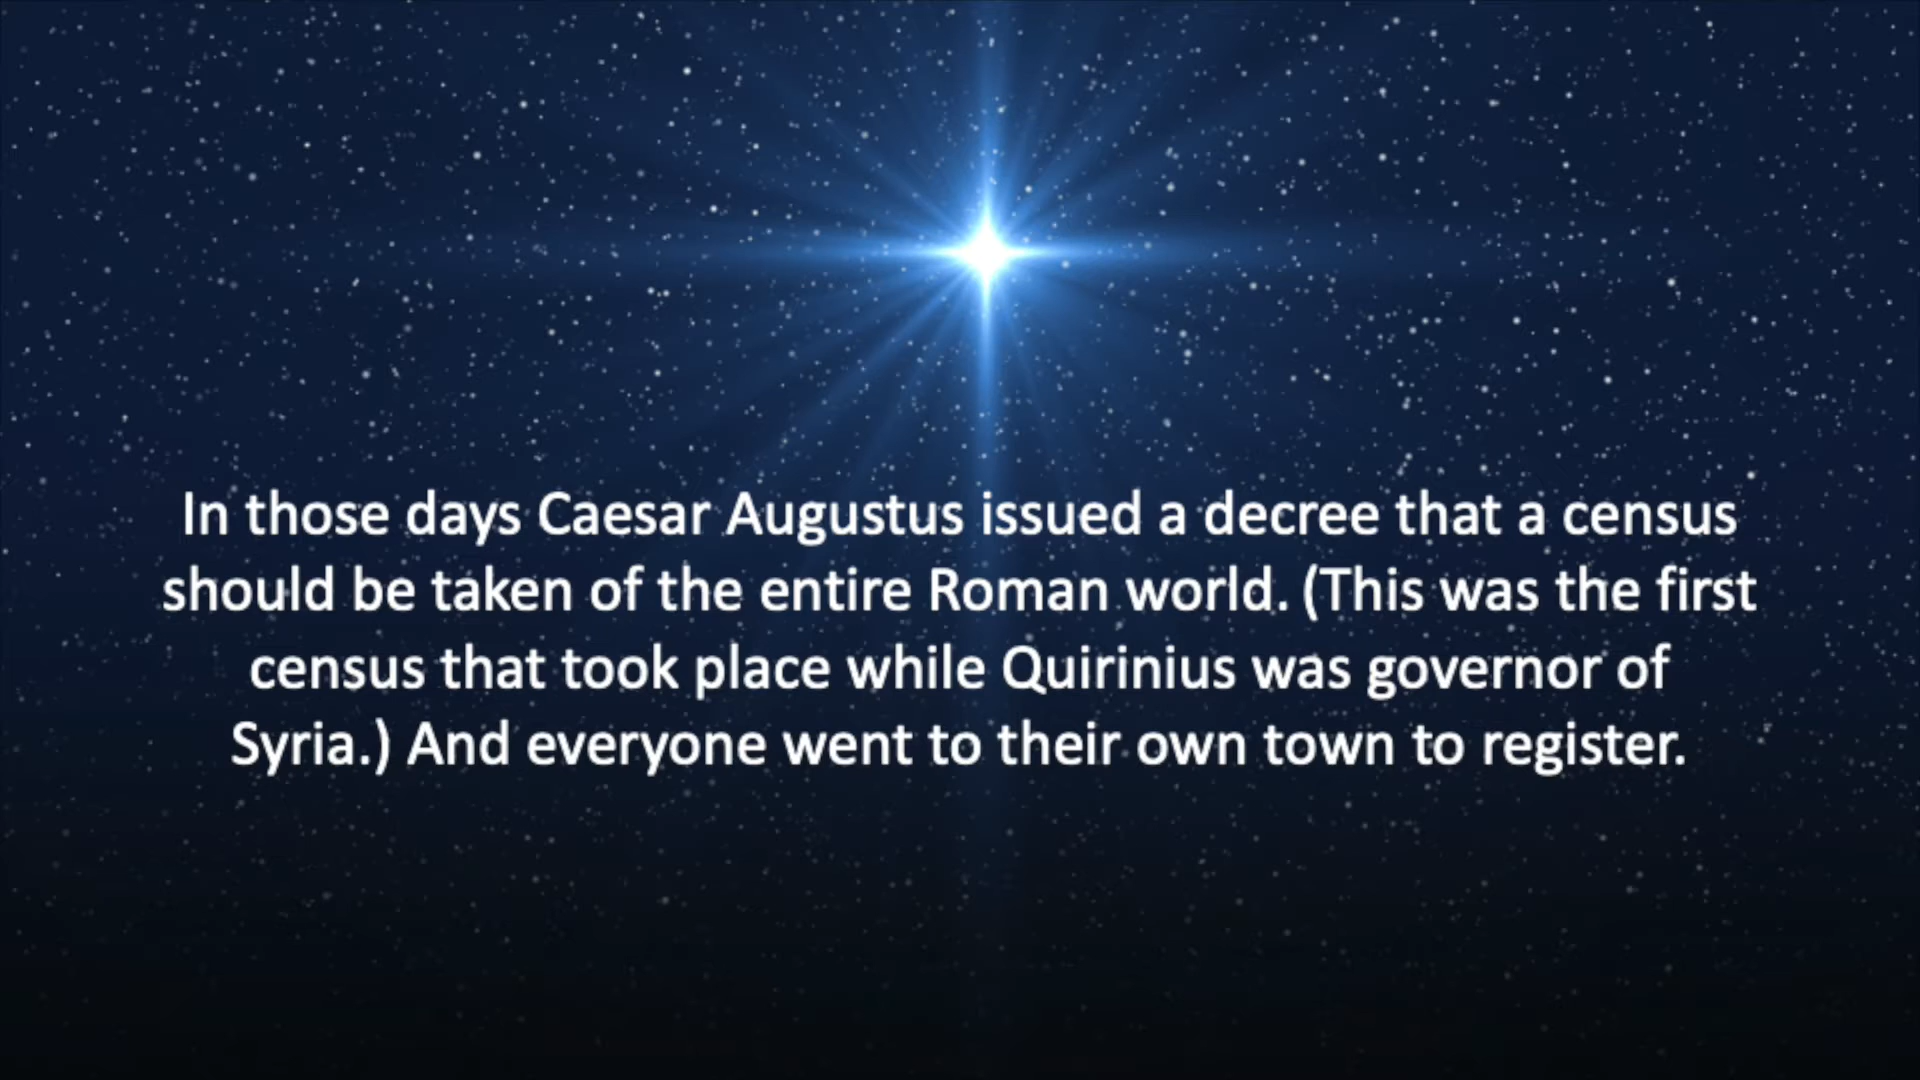 In those days Caesar Augustus issued a decree that a census
should be taken of the entire Roman world. (This was the first
census that took place while Quirinius was governor of
Syria.) And everyone went to their own town to register.